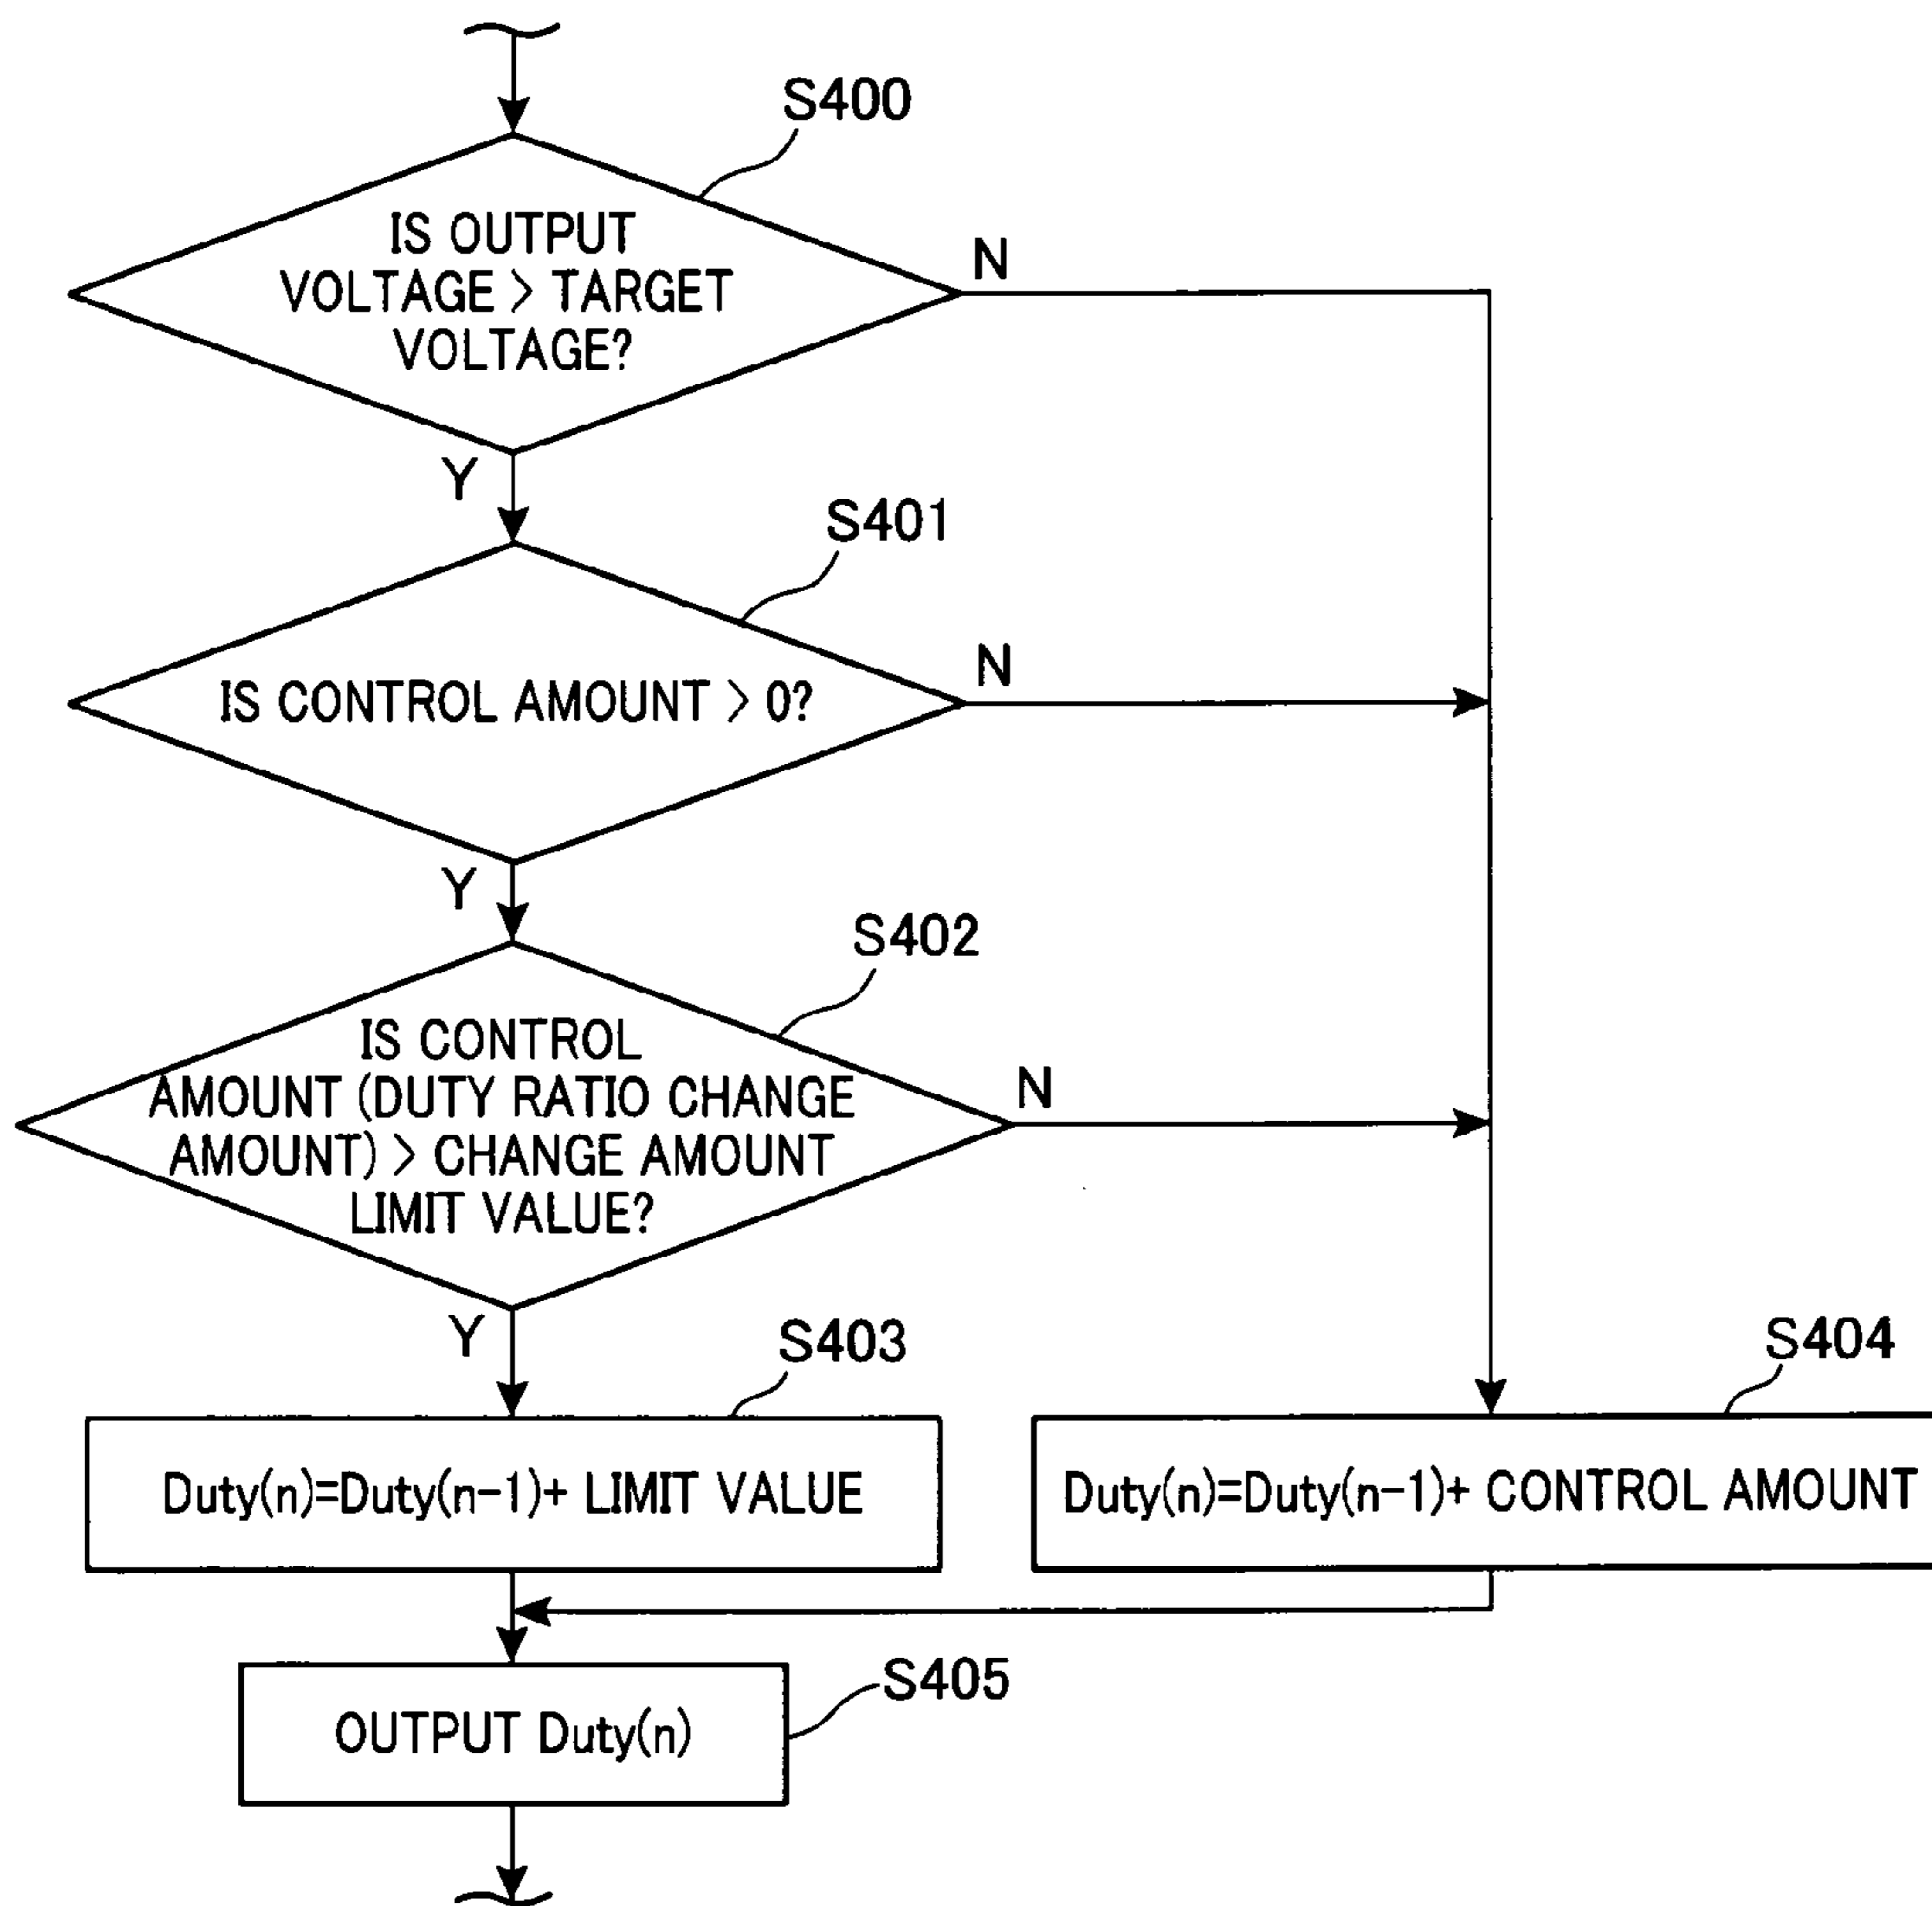 S400
IS OUTPUT
VOLTAGE > TARGET
VOLTAGE?
N
Y
S401
IS CONTROL AMOUNT > 0?
N
Y
S402
IS CONTROL
AMOUNT (DUTY RATIO CHANGE
AMOUNT) > CHANGE AMOUNT
LIMIT VALUE?
N
Y
S403
Duty(n)=Duty(n-1)+ LIMIT VALUE
S404
Duty(n)=Duty(n-1)+ CONTROL AMOUNT
OUTPUT Duty(n)
S405